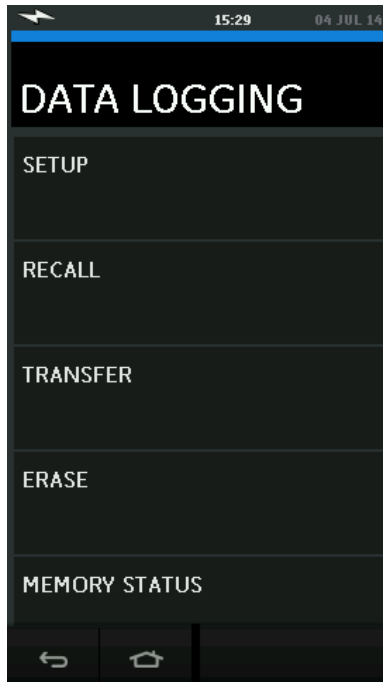 15:29 04 JUL 14
DATA LOGGING
SETUP
RECALL
TRANSFER
ERASE
MEMORY STATUS